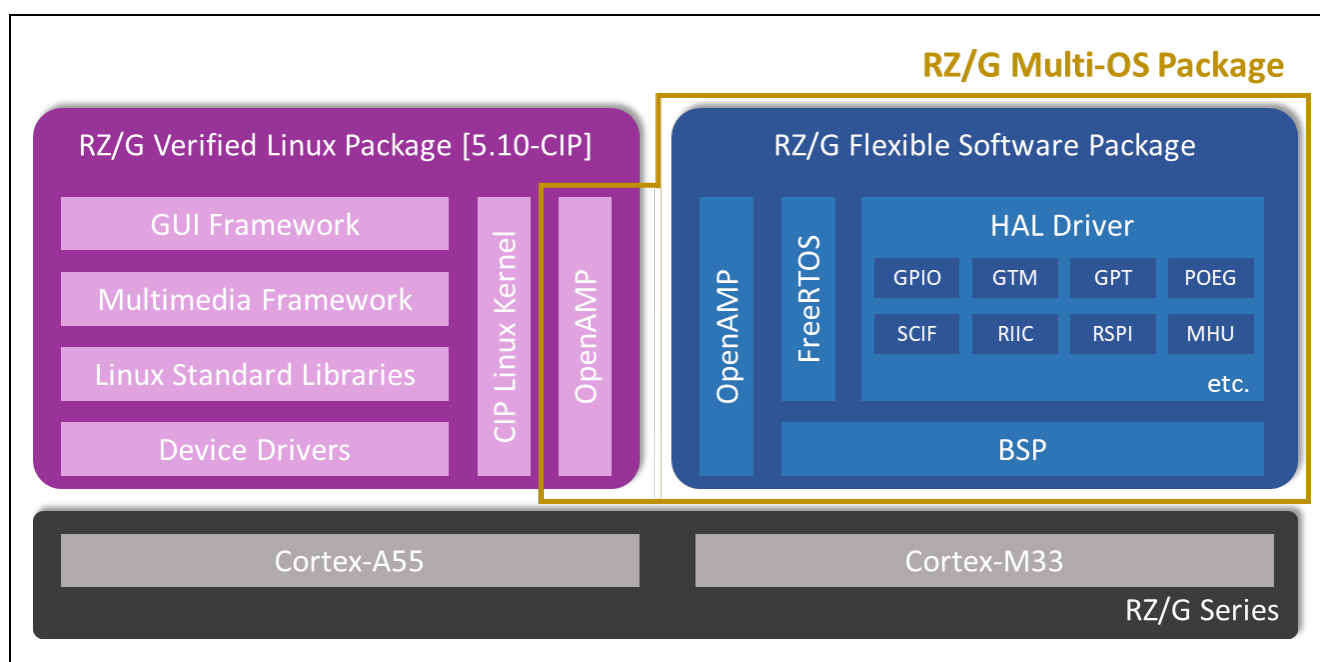 RZ/G Multi-OS Package
RZ/G Verified Linux Package [5.10-CIP]
GUI Framework
Multimedia Framework
Linux Standard Libraries
Device Drivers
CIP Linux Kernel
OpenAMP
RZ/G Flexible Software Package
OpenAMP
FreeRTOS
HAL Driver
GPIO GTM GPT POEG
SCIF RIIC RSPI MHU
etc.
BSP
Cortex-A55
Cortex-M33
RZ/G Series